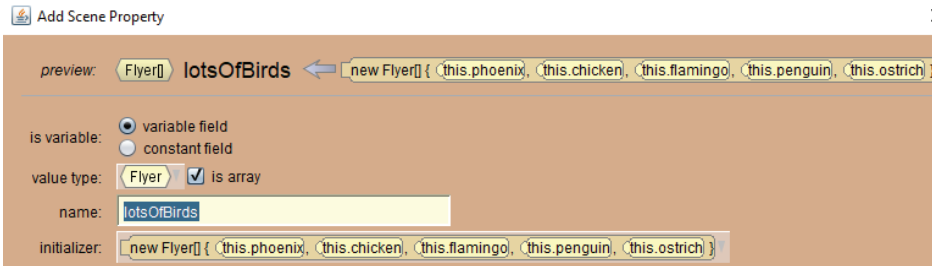 Add Scene Property
preview: Flyer[] lotsOfBirds new Flyer[] { this.phoenix, this.chicken, this.flamingo, this.penguin, this.ostrich }
is variable: variable field
constant field
value type: Flyer is array
name: lotsOfBirds
initializer: new Flyer[] { this.phoenix, this.chicken, this.flamingo, this.penguin, this.ostrich }